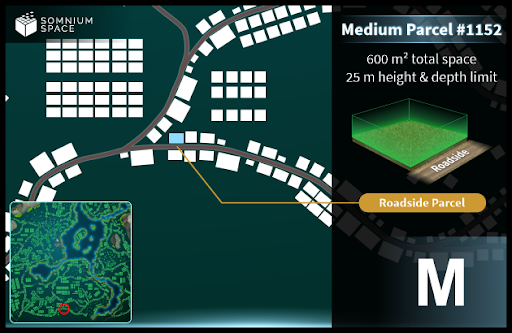 SOMNIUM
SPACE
Medium Parcel #1152
600 m² total space
25 m height & depth limit
Roadside
Roadside Parcel
M